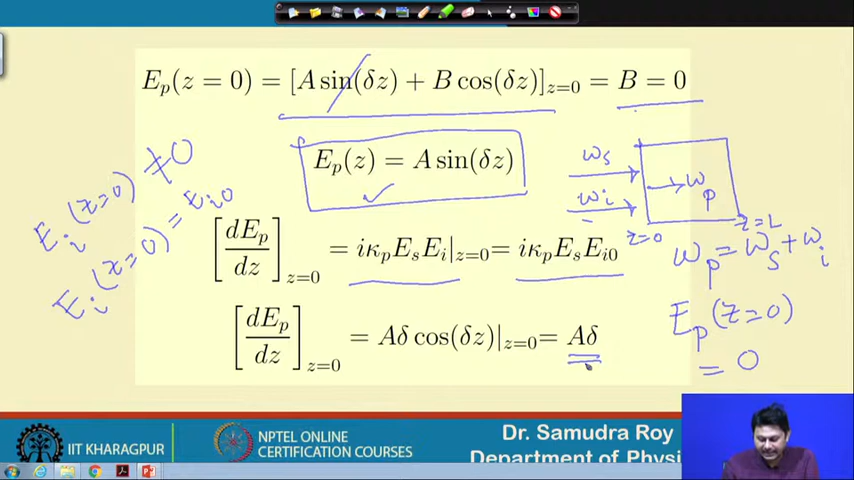 E_p(z = 0) = [A sin(δz) + B cos(δz)]_{z=0} = B = 0
E_p(z) = A sin(δz)
[dE_p/dz]_{z=0} = iκ_p E_s E_i|_{z=0} = iκ_p E_s E_{i0}
[dE_p/dz]_{z=0} = Aδ cos(δz)|_{z=0} = Aδ
E_i(z=0) ≠ 0
E_i(z=0) = E_{i0}
ω_s
ω_i
ω_p
z=0
z=L
ω_p = ω_s + ω_i
E_p(z=0)
= 0
IIT KHARAGPUR
NPTEL ONLINE
CERTIFICATION COURSES
Dr. Samudra Roy
Department of Physi